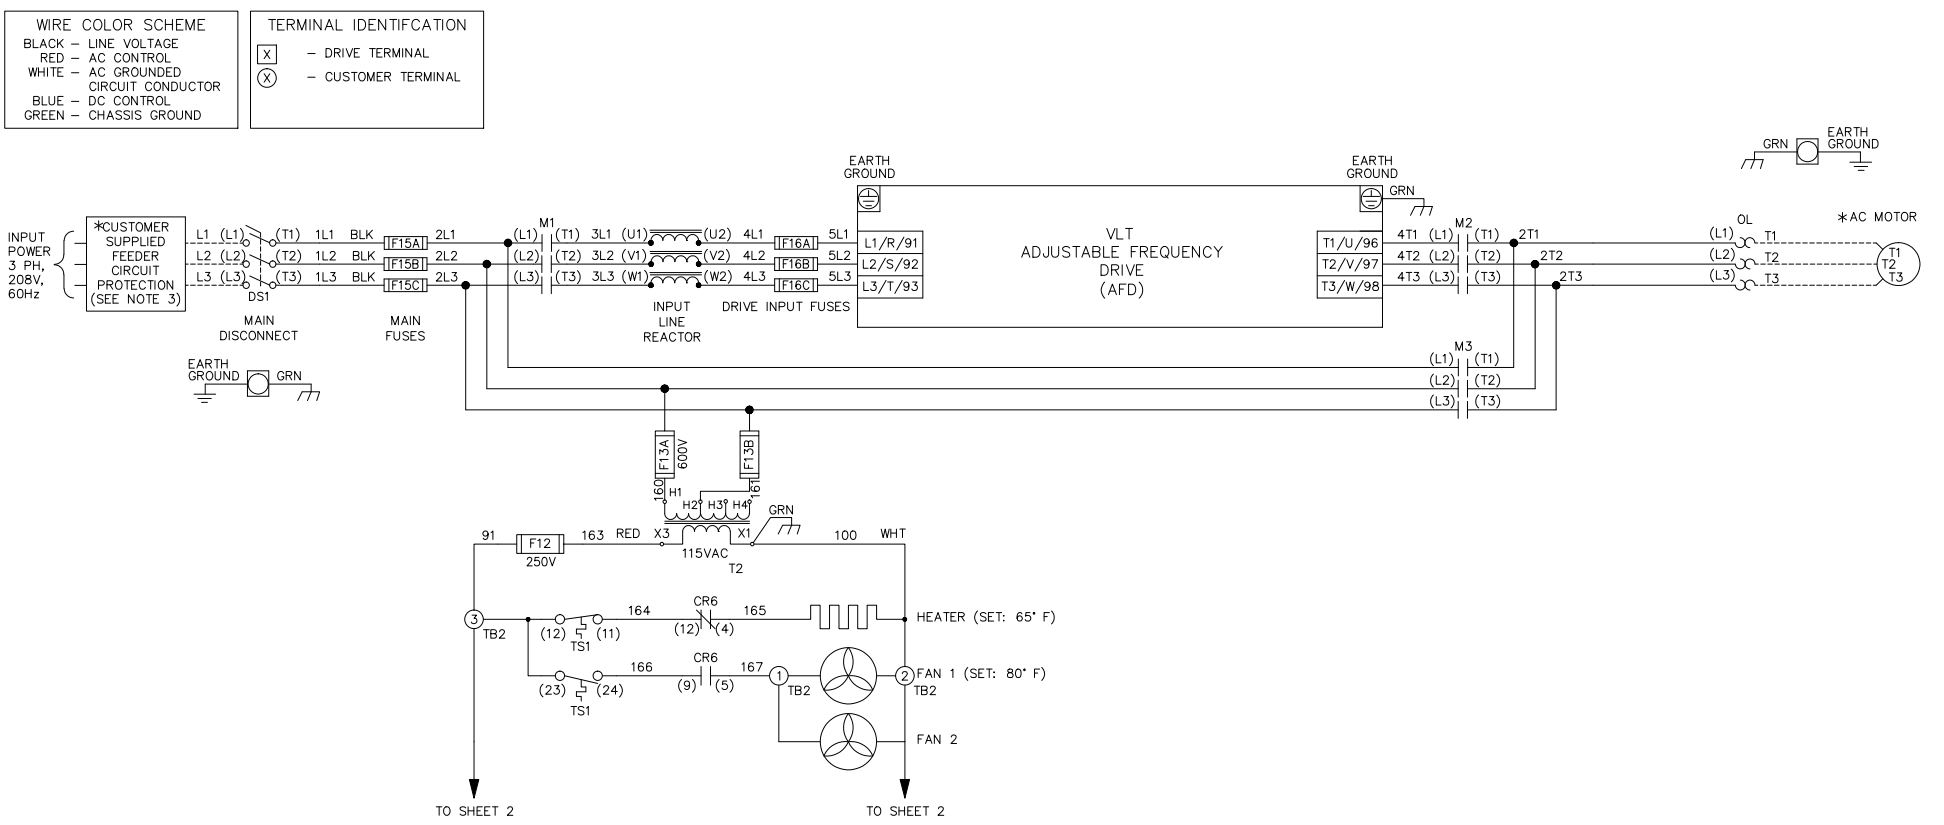 WIRE COLOR SCHEME
BLACK – LINE VOLTAGE
RED – AC CONTROL
WHITE – AC GROUNDED
CIRCUIT CONDUCTOR
BLUE – DC CONTROL
GREEN – CHASSIS GROUND
TERMINAL IDENTIFCATION
X – DRIVE TERMINAL
X – CUSTOMER TERMINAL
GRN
EARTH
GROUND
EARTH
GROUND
EARTH
GROUND
GRN
INPUT
POWER
3 PH,
208V,
60Hz
*CUSTOMER
SUPPLIED
FEEDER
CIRCUIT
PROTECTION
(SEE NOTE 3)
L1 (L1) (T1) 1L1 BLK F15A 2L1 (L1) M1 (T1) 3L1 (U1) (U2) 4L1 F16A 5L1 L1/R/91
L2 (L2) (T2) 1L2 BLK F15B 2L2 (L2) (T2) 3L2 (V1) (V2) 4L2 F16B 5L2 L2/S/92
L3 (L3) (T3) 1L3 BLK F15C 2L3 (L3) (T3) 3L3 (W1) (W2) 4L3 F16C 5L3 L3/T/93
DS1
MAIN
DISCONNECT
MAIN
FUSES
INPUT
LINE
REACTOR
DRIVE INPUT FUSES
VLT
ADJUSTABLE FREQUENCY
DRIVE
(AFD)
T1/U/96 4T1 (L1) M2 (T1) 2T1 (L1) OL T1
T2/V/97 4T2 (L2) (T2) 2T2 (L2) T2
T3/W/98 4T3 (L3) (T3) 2T3 (L3) T3
*AC MOTOR
T1
T2
T3
EARTH
GROUND
GRN
M3
(L1) (T1)
(L2) (T2)
(L3) (T3)
F13A
600V
F13B
160
161
H1 H2 H3 H4
GRN
91 F12 163 RED X3 X1 100 WHT
250V
115VAC
T2
3
TB2
(12) (11) 164 CR6 (12) (4) 165 HEATER (SET: 65° F)
TS1
(23) (24) 166 CR6 (9) (5) 167 1 TB2 2 TB2 FAN 1 (SET: 80° F)
TS1
FAN 2
TO SHEET 2
TO SHEET 2